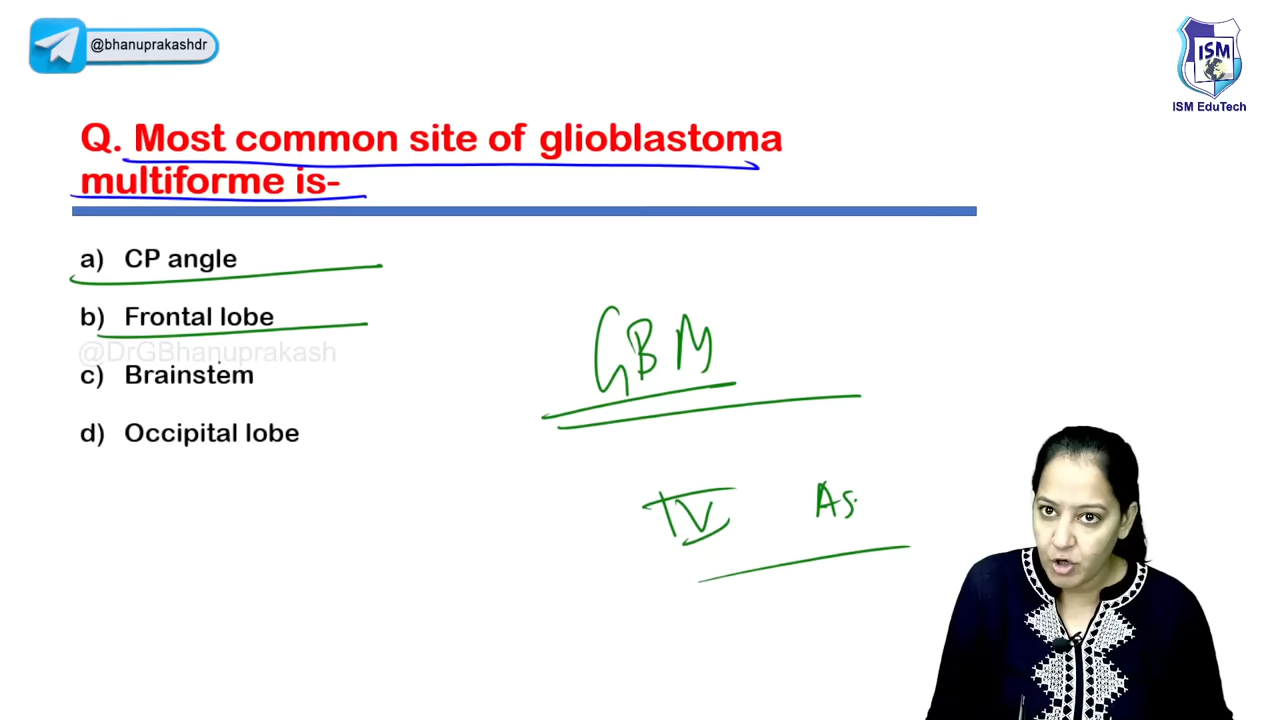 @bhanuprakashdr
ISM
ISM EduTech
Q. Most common site of glioblastoma
multiforme is-
a) CP angle
b) Frontal lobe
@DrGBhanuprakash
c) Brainstem
d) Occipital lobe
GBM
IV As